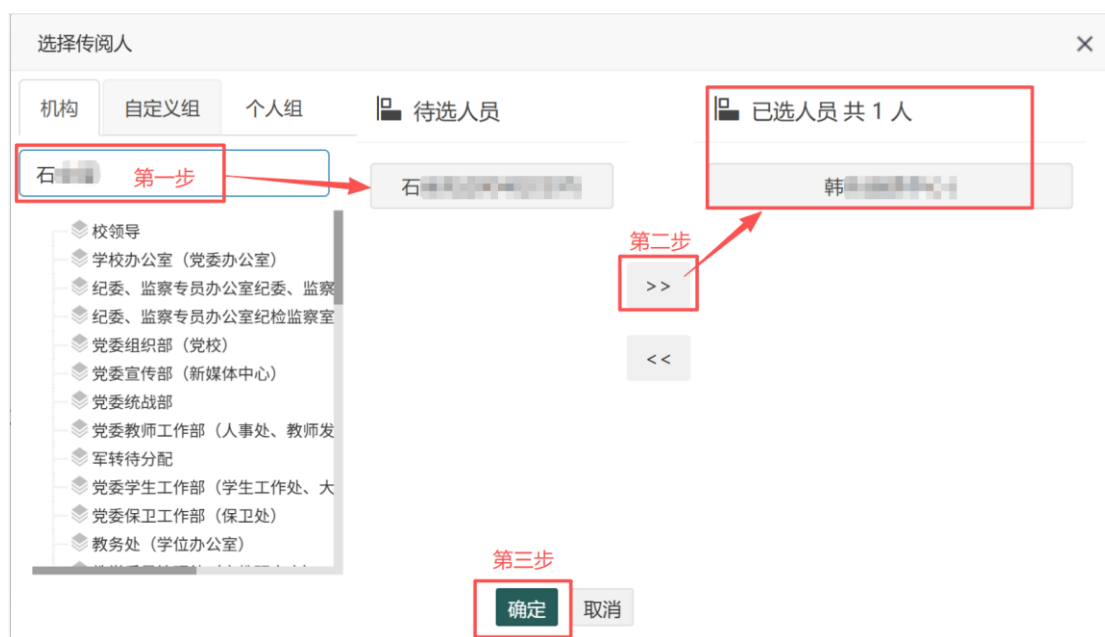 选择传阅人
机构
自定义组
个人组
待选人员
已选人员 共 1 人
石
第一步
石
韩
第二步
>>
<<
校领导
学校办公室（党委办公室）
纪委、监察专员办公室纪委、监察
纪委、监察专员办公室纪检监察室
党委组织部（党校）
党委宣传部（新媒体中心）
党委统战部
党委教师工作部（人事处、教师发
军转待分配
党委学生工作部（学生工作处、大
党委保卫工作部（保卫处）
教务处（学位办公室）
第三步
确定
取消